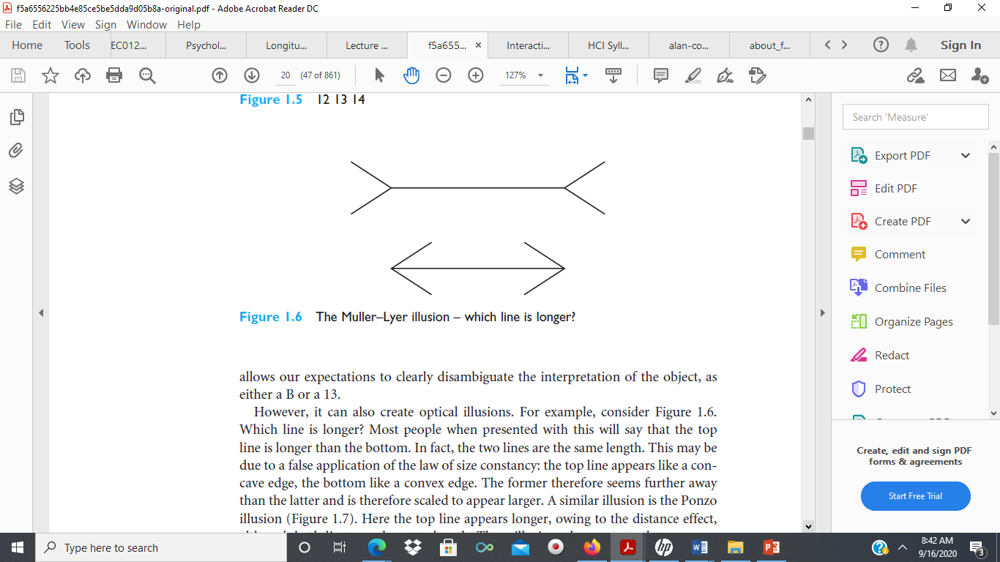 f5a6556225bb4e85ce5be5dda9d05b8a-original.pdf - Adobe Acrobat Reader DC
File Edit View Sign Window Help
Home Tools EC012... Psychol... Longitu... Lecture ... f5a655... × Interacti... HCI Syll... alan-co... about_f... Sign In
20 (47 of 861) 127%
Figure 1.5 12 13 14
Figure 1.6 The Muller–Lyer illusion – which line is longer?
allows our expectations to clearly disambiguate the interpretation of the object, as
either a B or a 13.
However, it can also create optical illusions. For example, consider Figure 1.6.
Which line is longer? Most people when presented with this will say that the top
line is longer than the bottom. In fact, the two lines are the same length. This may be
due to a false application of the law of size constancy: the top line appears like a con-
cave edge, the bottom like a convex edge. The former therefore seems further away
than the latter and is therefore scaled to appear larger. A similar illusion is the Ponzo
illusion (Figure 1.7). Here the top line appears longer, owing to the distance effect,
Search 'Measure'
Export PDF
Edit PDF
Create PDF
Comment
Combine Files
Organize Pages
Redact
Protect
Create, edit and sign PDF
forms & agreements
Start Free Trial
Type here to search
8:42 AM
9/16/2020
3